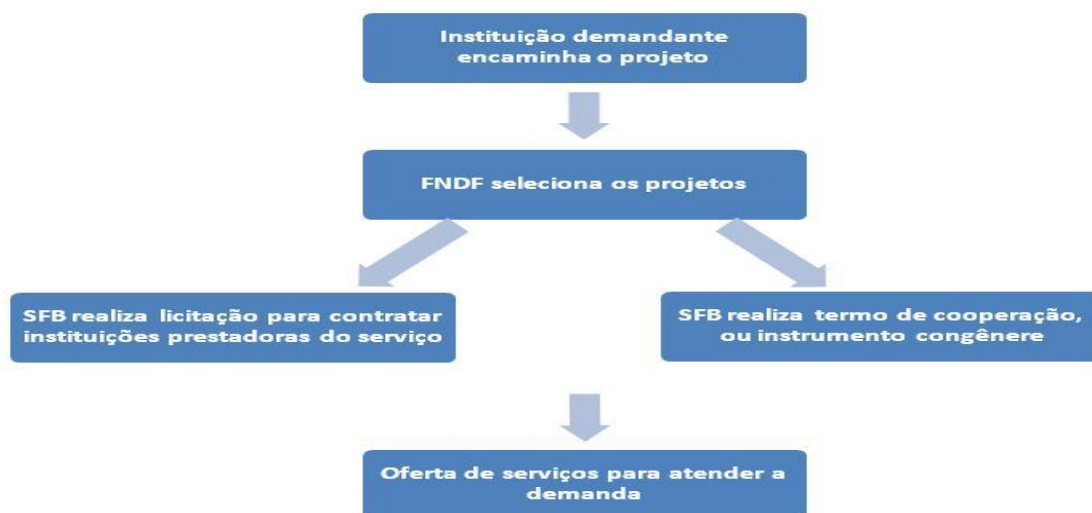 Instituição demandante
encaminha o projeto
FNDF seleciona os projetos
SFB realiza licitação para contratar
instituições prestadoras do serviço
SFB realiza termo de cooperação,
ou instrumento congênere
Oferta de serviços para atender a
demanda